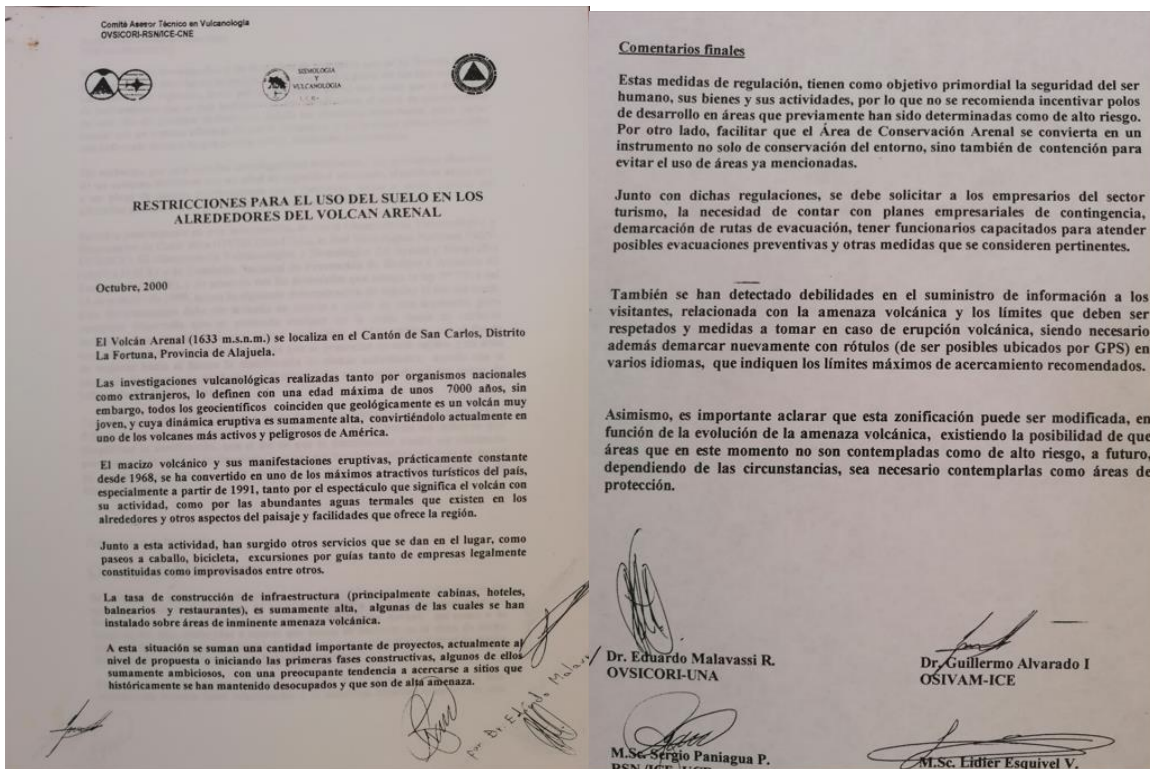 Comité Asesor Técnico en Vulcanología
OVSICORI-RSN/ICE-CNE
SISMOLOGIA
Y
VULCANOLOGIA
RESTRICCIONES PARA EL USO DEL SUELO EN LOS
ALREDEDORES DEL VOLCAN ARENAL
Octubre, 2000
El Volcán Arenal (1633 m.s.n.m.) se localiza en el Cantón de San Carlos, Distrito
La Fortuna, Provincia de Alajuela.
Las investigaciones vulcanológicas realizadas tanto por organismos nacionales
como extranjeros, lo definen con una edad máxima de unos 7000 años, sin
embargo, todos los geocientíficos coinciden que geológicamente es un volcán muy
joven, y cuya dinámica eruptiva es sumamente alta, convirtiéndolo actualmente en
uno de los volcanes más activos y peligrosos de América.
El macizo volcánico y sus manifestaciones eruptivas, prácticamente constante
desde 1968, se ha convertido en uno de los máximos atractivos turísticos del país,
especialmente a partir de 1991, tanto por el espectáculo que significa el volcán con
su actividad, como por las abundantes aguas termales que existen en los
alrededores y otros aspectos del paisaje y facilidades que ofrece la región.
Junto a esta actividad, han surgido otros servicios que se dan en el lugar, como
paseos a caballo, bicicleta, excursiones por guías tanto de empresas legalmente
constituidas como improvisados entre otros.
La tasa de construcción de infraestructura (principalmente cabinas, hoteles,
balnearios y restaurantes), es sumamente alta, algunas de las cuales se han
instalado sobre áreas de inminente amenaza volcánica.
A esta situación se suman una cantidad importante de proyectos, actualmente al
nivel de propuesta o iniciando las primeras fases constructivas, algunos de ellos
sumamente ambiciosos, con una preocupante tendencia a acercarse a sitios que
históricamente se han mantenido desocupados y que son de alta amenaza.
por Dr. Eduardo Malavassi
Comentarios finales
Estas medidas de regulación, tienen como objetivo primordial la seguridad del ser
humano, sus bienes y sus actividades, por lo que no se recomienda incentivar polos
de desarrollo en áreas que previamente han sido determinadas como de alto riesgo.
Por otro lado, facilitar que el Área de Conservación Arenal se convierta en un
instrumento no solo de conservación del entorno, sino también de contención para
evitar el uso de áreas ya mencionadas.
Junto con dichas regulaciones, se debe solicitar a los empresarios del sector
turismo, la necesidad de contar con planes empresariales de contingencia,
demarcación de rutas de evacuación, tener funcionarios capacitados para atender
posibles evacuaciones preventivas y otras medidas que se consideren pertinentes.
También se han detectado debilidades en el suministro de información a los
visitantes, relacionada con la amenaza volcánica y los límites que deben ser
respetados y medidas a tomar en caso de erupción volcánica, siendo necesario
además demarcar nuevamente con rótulos (de ser posibles ubicados por GPS) en
varios idiomas, que indiquen los límites máximos de acercamiento recomendados.
Asimismo, es importante aclarar que esta zonificación puede ser modificada, en
función de la evolución de la amenaza volcánica, existiendo la posibilidad de que
áreas que en este momento no son contempladas como de alto riesgo, a futuro,
dependiendo de las circunstancias, sea necesario contemplarlas como áreas de
protección.
Dr. Eduardo Malavassi R.
OVSICORI-UNA
Dr. Guillermo Alvarado I
OSIVAM-ICE
M.Sc. Sergio Paniagua P.
M.Sc. Lidier Esquivel V.